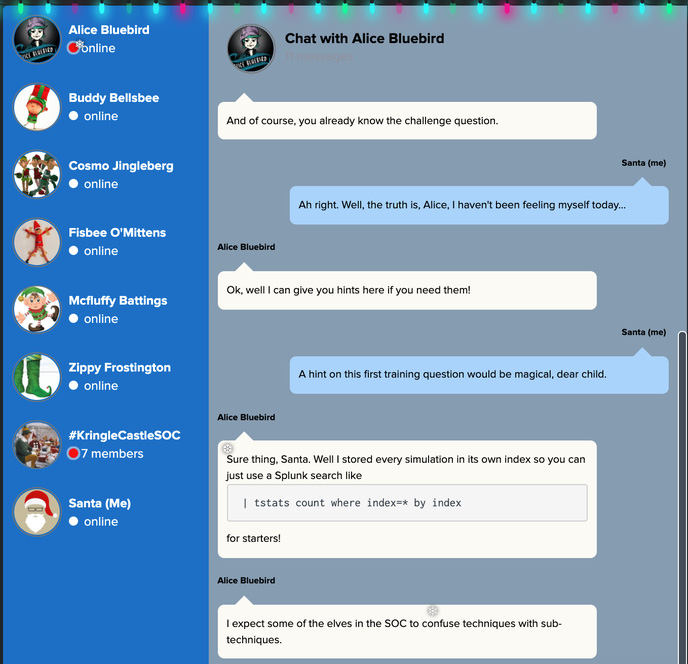 Alice Bluebird
online
Buddy Bellsbee
online
Cosmo Jingleberg
online
Fisbee O'Mittens
online
Mcfluffy Battings
online
Zippy Frostington
online
#KringleCastleSOC
7 members
Santa (Me)
online
Chat with Alice Bluebird
And of course, you already know the challenge question.
Santa (me)
Ah right. Well, the truth is, Alice, I haven't been feeling myself today...
Alice Bluebird
Ok, well I can give you hints here if you need them!
Santa (me)
A hint on this first training question would be magical, dear child.
Alice Bluebird
Sure thing, Santa. Well I stored every simulation in its own index so you can
just use a Splunk search like
| tstats count where index=* by index
for starters!
Alice Bluebird
I expect some of the elves in the SOC to confuse techniques with sub-
techniques.